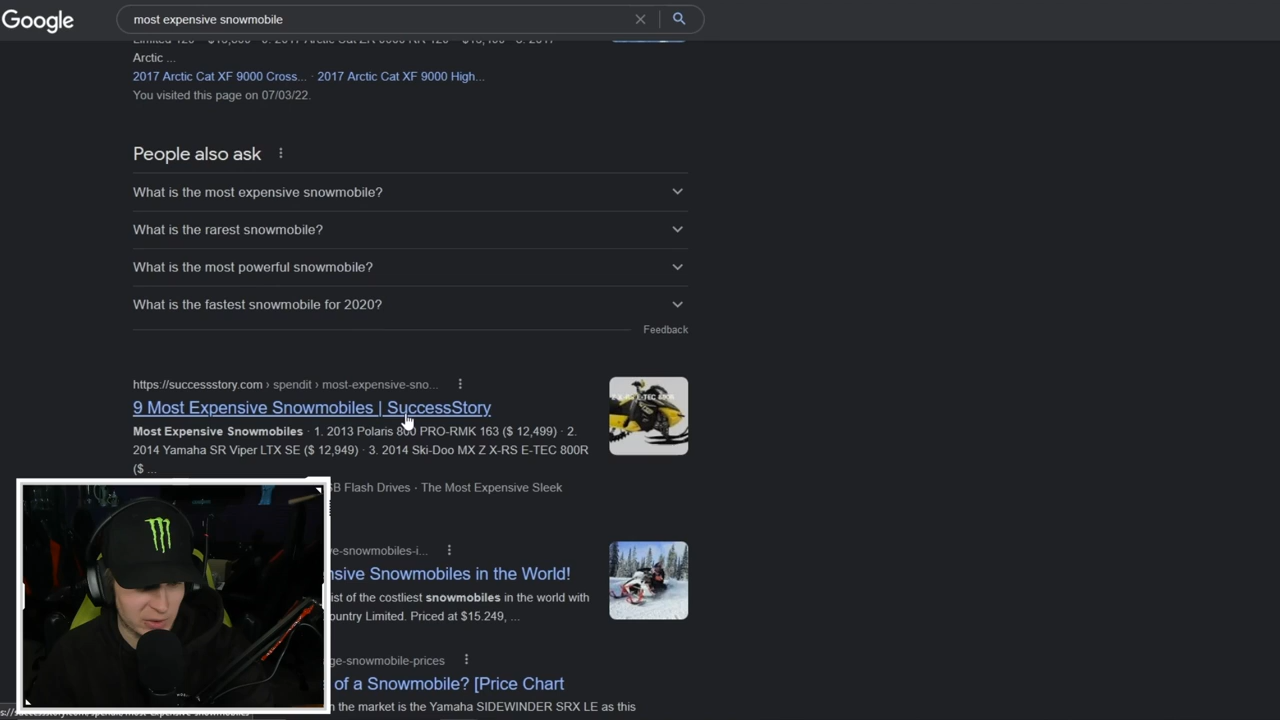 Google
most expensive snowmobile
Arctic ...
2017 Arctic Cat XF 9000 Cross... · 2017 Arctic Cat XF 9000 High...
You visited this page on 07/03/22.
People also ask
What is the most expensive snowmobile?
What is the rarest snowmobile?
What is the most powerful snowmobile?
What is the fastest snowmobile for 2020?
Feedback
https://successstory.com › spendit › most-expensive-sno...
9 Most Expensive Snowmobiles | SuccessStory
Most Expensive Snowmobiles · 1. 2013 Polaris 800 PRO-RMK 163 ($ 12,499) · 2.
2014 Yamaha SR Viper LTX SE ($ 12,949) · 3. 2014 Ski-Doo MX Z X-RS E-TEC 800R
($ ...
SB Flash Drives · The Most Expensive Sleek
ve-snowmobiles-i...
nsive Snowmobiles in the World!
ist of the costliest snowmobiles in the world with
ountry Limited. Priced at $15.249, ...
ge-snowmobile-prices
of a Snowmobile? [Price Chart
n the market is the Yamaha SIDEWINDER SRX LE as this